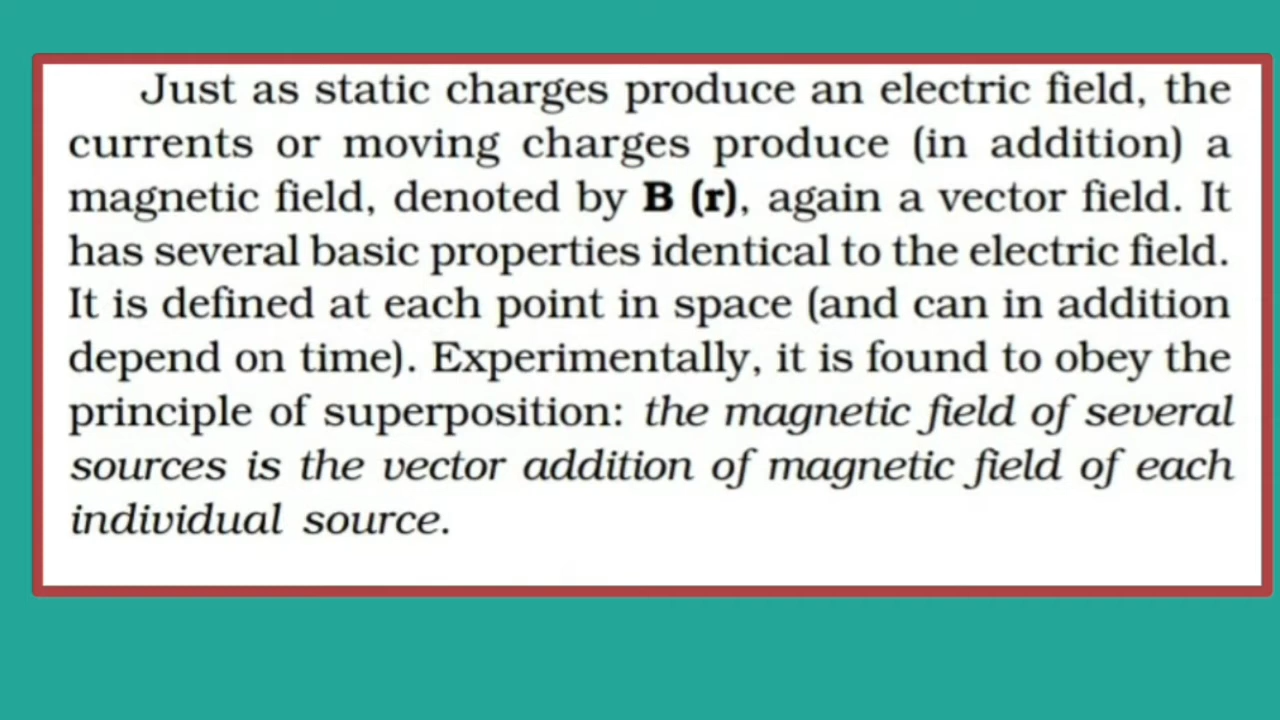 Just as static charges produce an electric field, the
currents or moving charges produce (in addition) a
magnetic field, denoted by B (r), again a vector field. It
has several basic properties identical to the electric field.
It is defined at each point in space (and can in addition
depend on time). Experimentally, it is found to obey the
principle of superposition: the magnetic field of several
sources is the vector addition of magnetic field of each
individual source.